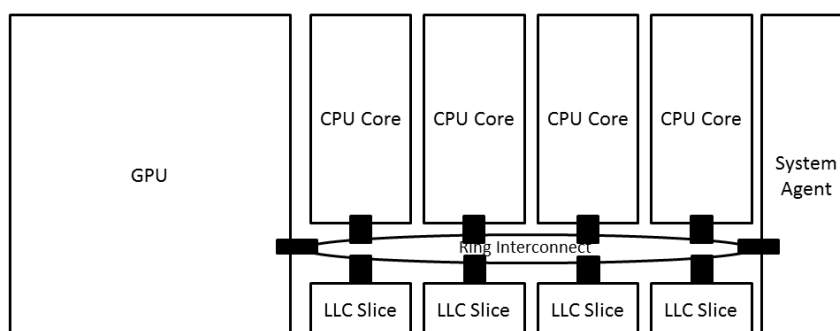 CPU Core
CPU Core
CPU Core
CPU Core
GPU
System
Agent
Ring Interconnect
LLC Slice
LLC Slice
LLC Slice
LLC Slice